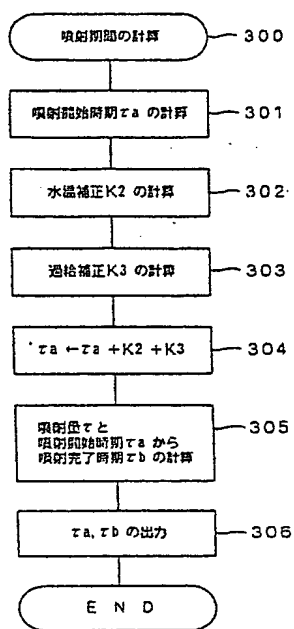 噴射期間の計算 300
噴射開始時期τaの計算 301
水温補正K2の計算 302
過給補正K3の計算 303
τa←τa+K2+K3 304
噴射量τと 305
噴射開始時期τaから
噴射完了時期τbの計算
τa,τbの出力 306
END